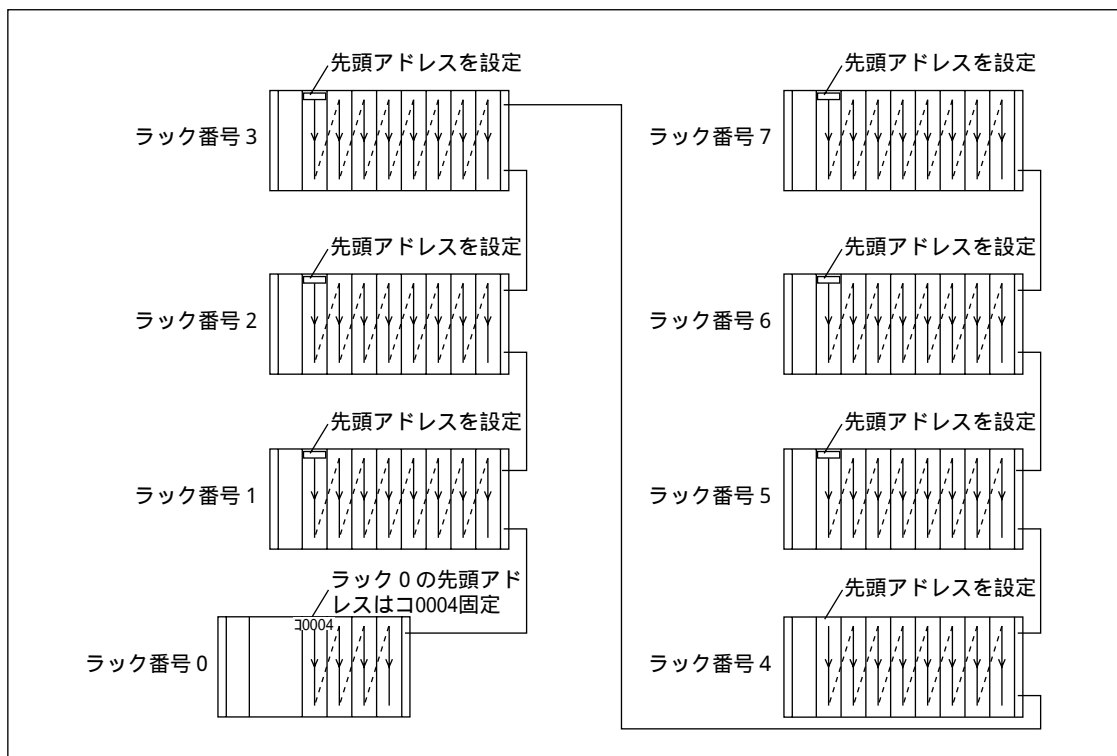 先頭アドレスを設定
ラック番号 3
先頭アドレスを設定
ラック番号 2
先頭アドレスを設定
ラック番号 1
ラック 0 の先頭アド
レスはコ0004固定
コ0004
ラック番号 0
先頭アドレスを設定
ラック番号 7
先頭アドレスを設定
ラック番号 6
先頭アドレスを設定
ラック番号 5
先頭アドレスを設定
ラック番号 4